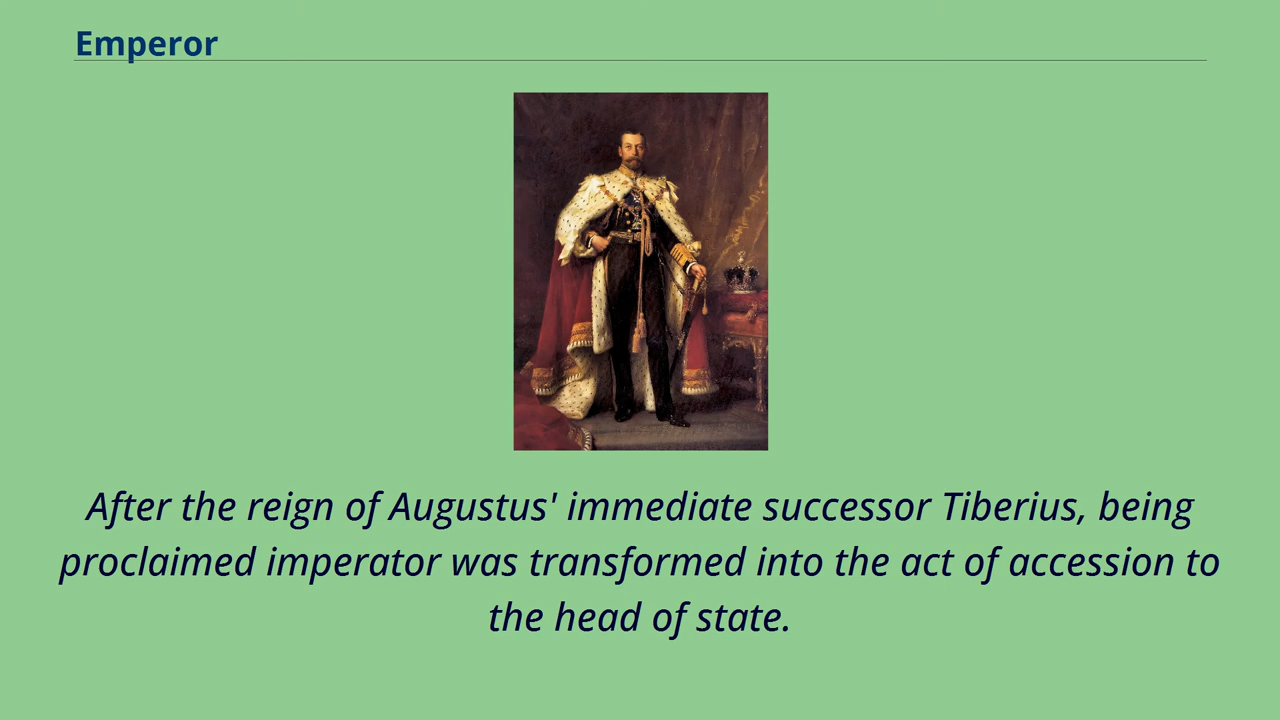 Emperor
After the reign of Augustus' immediate successor Tiberius, being
proclaimed imperator was transformed into the act of accession to
the head of state.